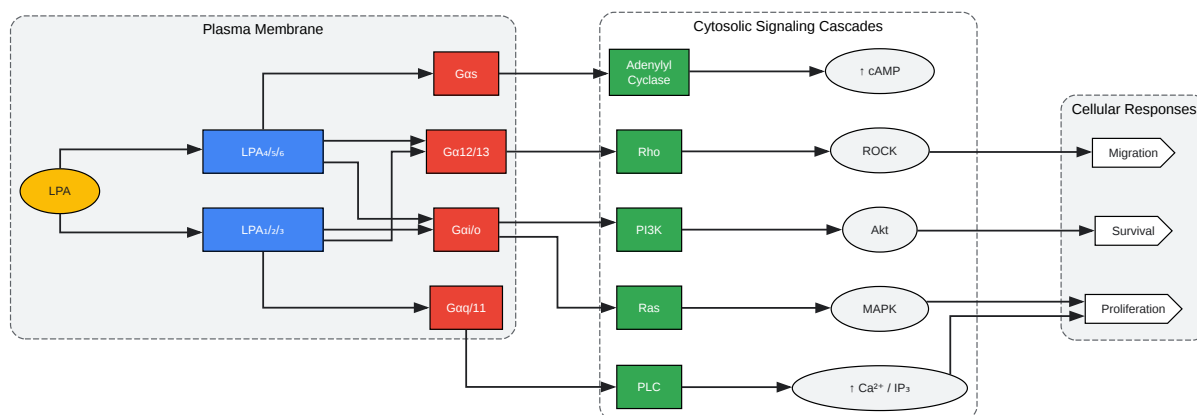 Plasma Membrane
Cytosolic Signaling Cascades
Cellular Responses
Gαs
Adenylyl
Cyclase
↑ cAMP
LPA₄/₅/₆
Gα12/13
Rho
ROCK
Migration
LPA
LPA₁/₂/₃
Gαi/o
PI3K
Akt
Survival
Gαq/11
Ras
MAPK
Proliferation
PLC
↑ Ca²⁺ / IP₃